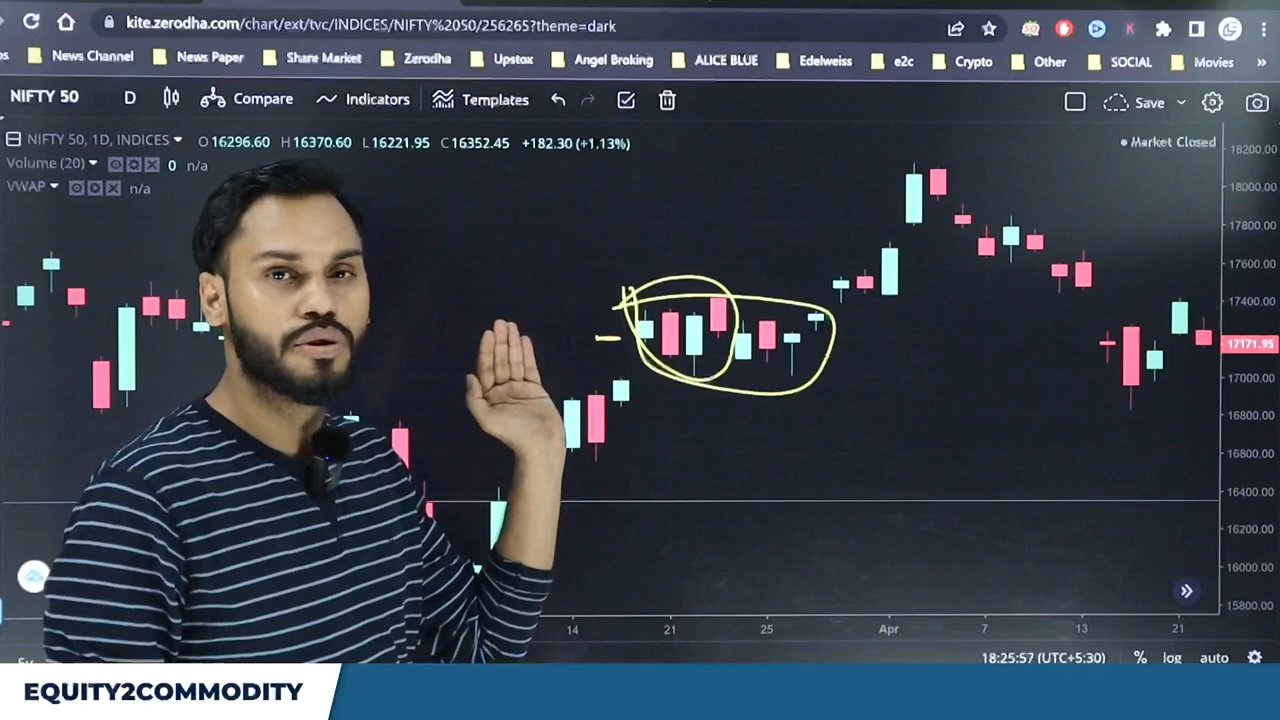 kite.zerodha.com/chart/ext/tvc/INDICES/NIFTY%2050/256265?theme=dark
News Channel News Paper Share Market Zerodha Upstox Angel Broking ALICE BLUE Edelweiss e2c Crypto Other SOCIAL Movies »
NIFTY 50 D Compare Indicators Templates Save
NIFTY 50, 1D, INDICES O16296.60 H16370.60 L16221.95 C16352.45 +182.30 (+1.13%)
Market Closed
Volume (20) 0 n/a
VWAP n/a
18200.00
18000.00
17800.00
17600.00
17400.00
17171.95
17000.00
16800.00
16600.00
16400.00
16200.00
16000.00
15800.00
14 21 25 Apr 7 13 21
18:25:57 (UTC+5:30) % log auto
EQUITY2COMMODITY